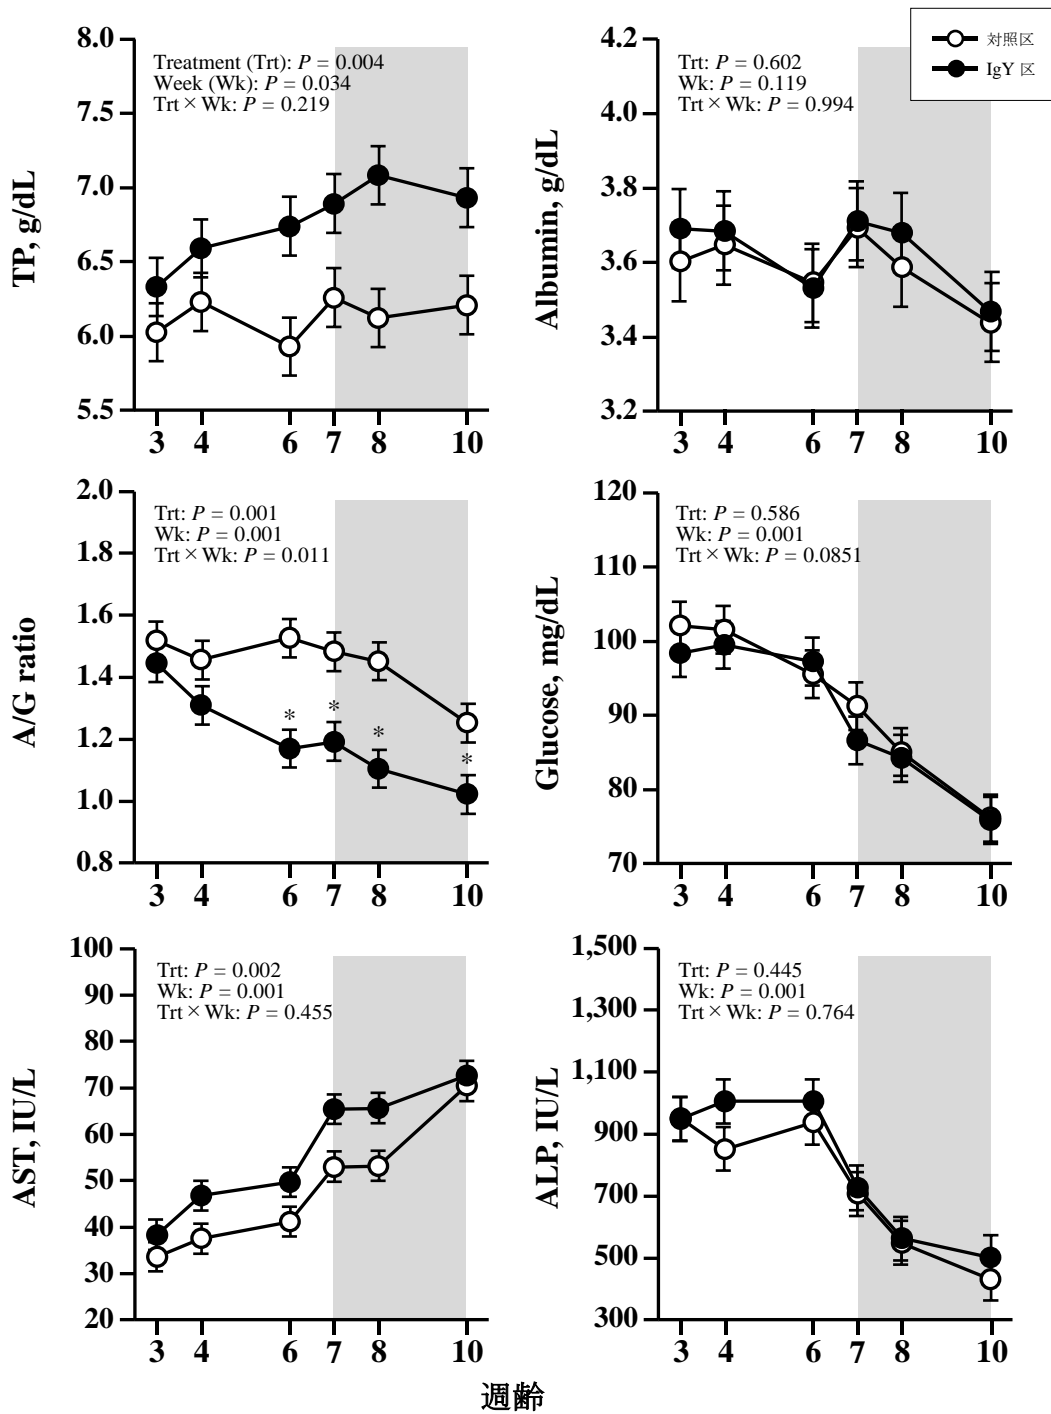 対照区
IgY 区
8.0
7.5
7.0
6.5
6.0
5.5
TP, g/dL
Treatment (Trt): P = 0.004
Week (Wk): P = 0.034
Trt × Wk: P = 0.219
3 4 6 7 8 10
4.2
4.0
3.8
3.6
3.4
3.2
Albumin, g/dL
Trt: P = 0.602
Wk: P = 0.119
Trt × Wk: P = 0.994
3 4 6 7 8 10
2.0
1.8
1.6
1.4
1.2
1.0
0.8
A/G ratio
Trt: P = 0.001
Wk: P = 0.001
Trt × Wk: P = 0.011
* * * *
3 4 6 7 8 10
120
110
100
90
80
70
Glucose, mg/dL
Trt: P = 0.586
Wk: P = 0.001
Trt × Wk: P = 0.0851
3 4 6 7 8 10
100
90
80
70
60
50
40
30
20
AST, IU/L
Trt: P = 0.002
Wk: P = 0.001
Trt × Wk: P = 0.455
3 4 6 7 8 10
1,500
1,300
1,100
900
700
500
300
ALP, IU/L
Trt: P = 0.445
Wk: P = 0.001
Trt × Wk: P = 0.764
3 4 6 7 8 10
週齢